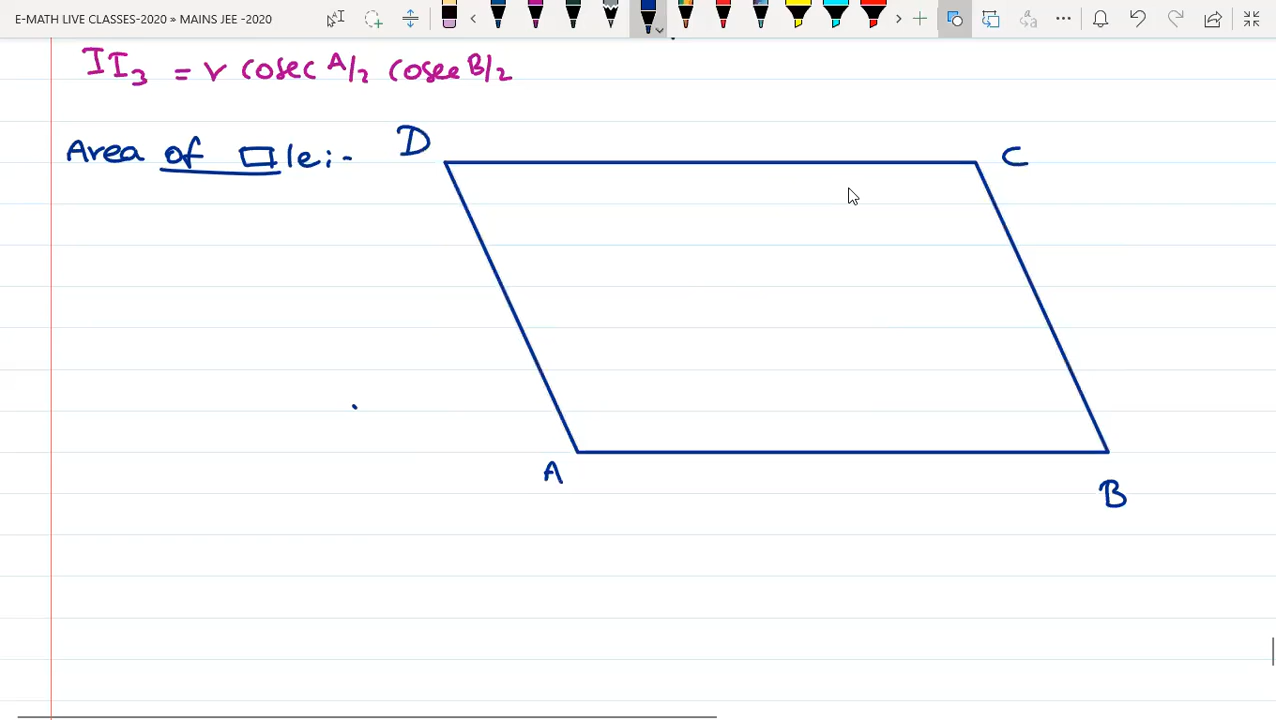 E-MATH LIVE CLASSES-2020 » MAINS JEE -2020
II₃ = r cosec A/2 cosec B/2
Area of □le:-
D
C
A
B